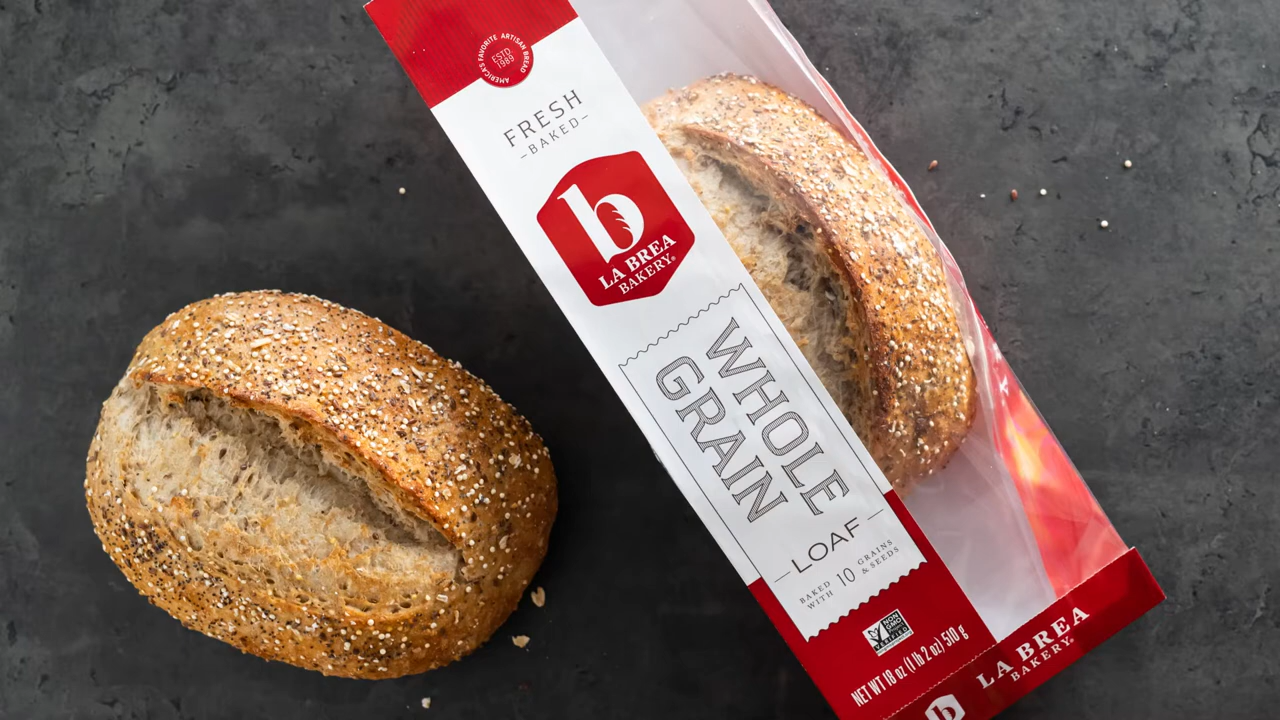 AMERICA'S FAVORITE ARTISAN BREAD
ESTD
1989
FRESH
-BAKED-
b
LA BREA
BAKERY®
WHOLE
GRAIN
-LOAF-
BAKED WITH 10 GRAINS & SEEDS
NON
GMO
VERIFIED
NET WT 18 oz (1 lb 2 oz) 510 g
b
LA BREA
BAKERY.